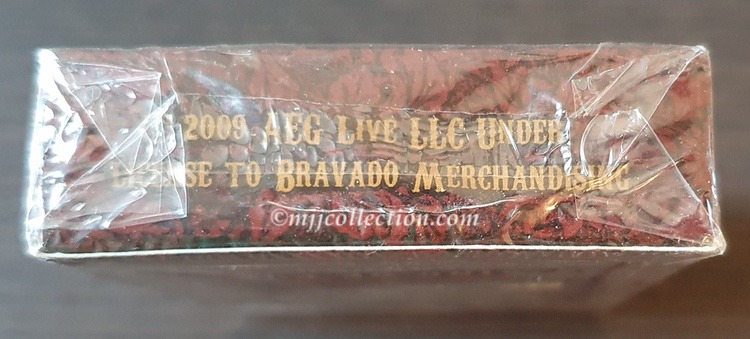 2009 AEG Live LLC Under
License to Bravado Merchandising
©mjjcollection.com